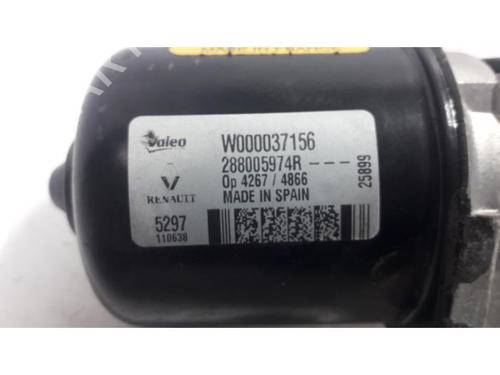 Valeo
W000037156
288005974R---
Op 4267 / 4866
MADE IN SPAIN
RENAULT
5297
110638
25899